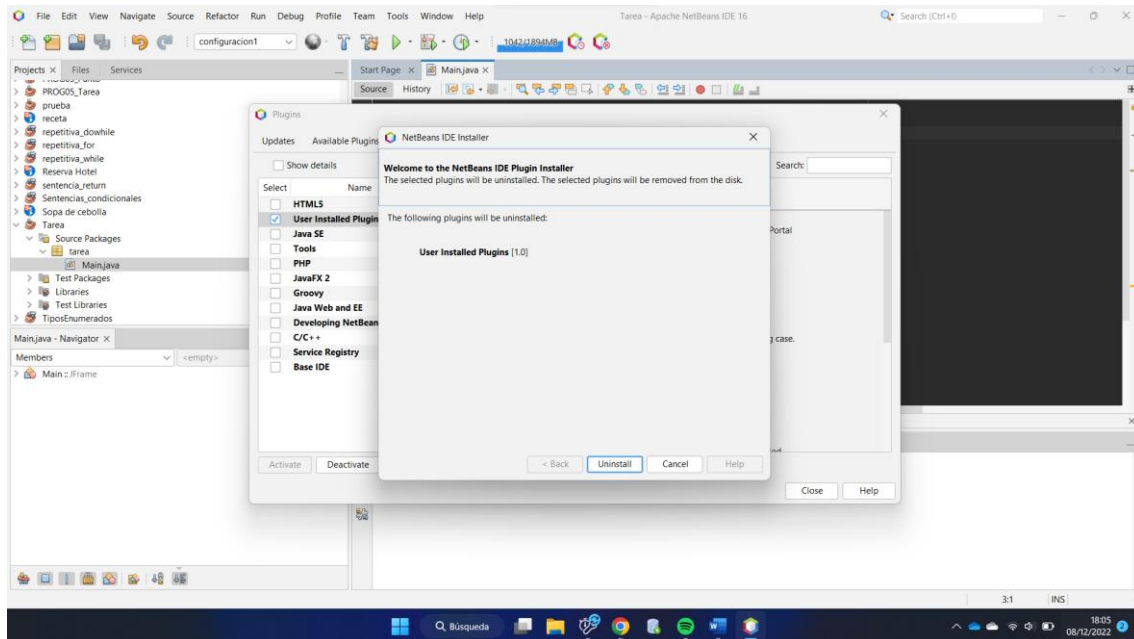 File Edit View Navigate Source Refactor Run Debug Profile Team Tools Window Help
Tarea - Apache NetBeans IDE 16
Search (Ctrl+I)
configuracion1
1042/1894MB
Projects Files Services
Start Page Main.java
PROG05_Tarea
prueba
receta
repetitiva_dowhile
repetitiva_for
repetitiva_while
Reserva Hotel
sentencia_return
Sentencias_condicionales
Sopa de cebolla
Tarea
Source Packages
tarea
Main.java
Test Packages
Libraries
Test Libraries
TiposEnumerados
Source History
Main.java - Navigator
Members
<empty>
Main :: JFrame
Plugins
Updates Available Plugins
Show details
Search:
Select Name
HTML5
User Installed Plugin
Java SE
Tools
PHP
JavaFX 2
Groovy
Java Web and EE
Developing NetBean
C/C++
Service Registry
Base IDE
Portal
g case.
Activate Deactivate
Close Help
NetBeans IDE Installer
Welcome to the NetBeans IDE Plugin Installer
The selected plugins will be uninstalled. The selected plugins will be removed from the disk.
The following plugins will be uninstalled:
User Installed Plugins [1.0]
< Back Uninstall Cancel Help
3:1 INS
Búsqueda
18:05
08/12/2022
2